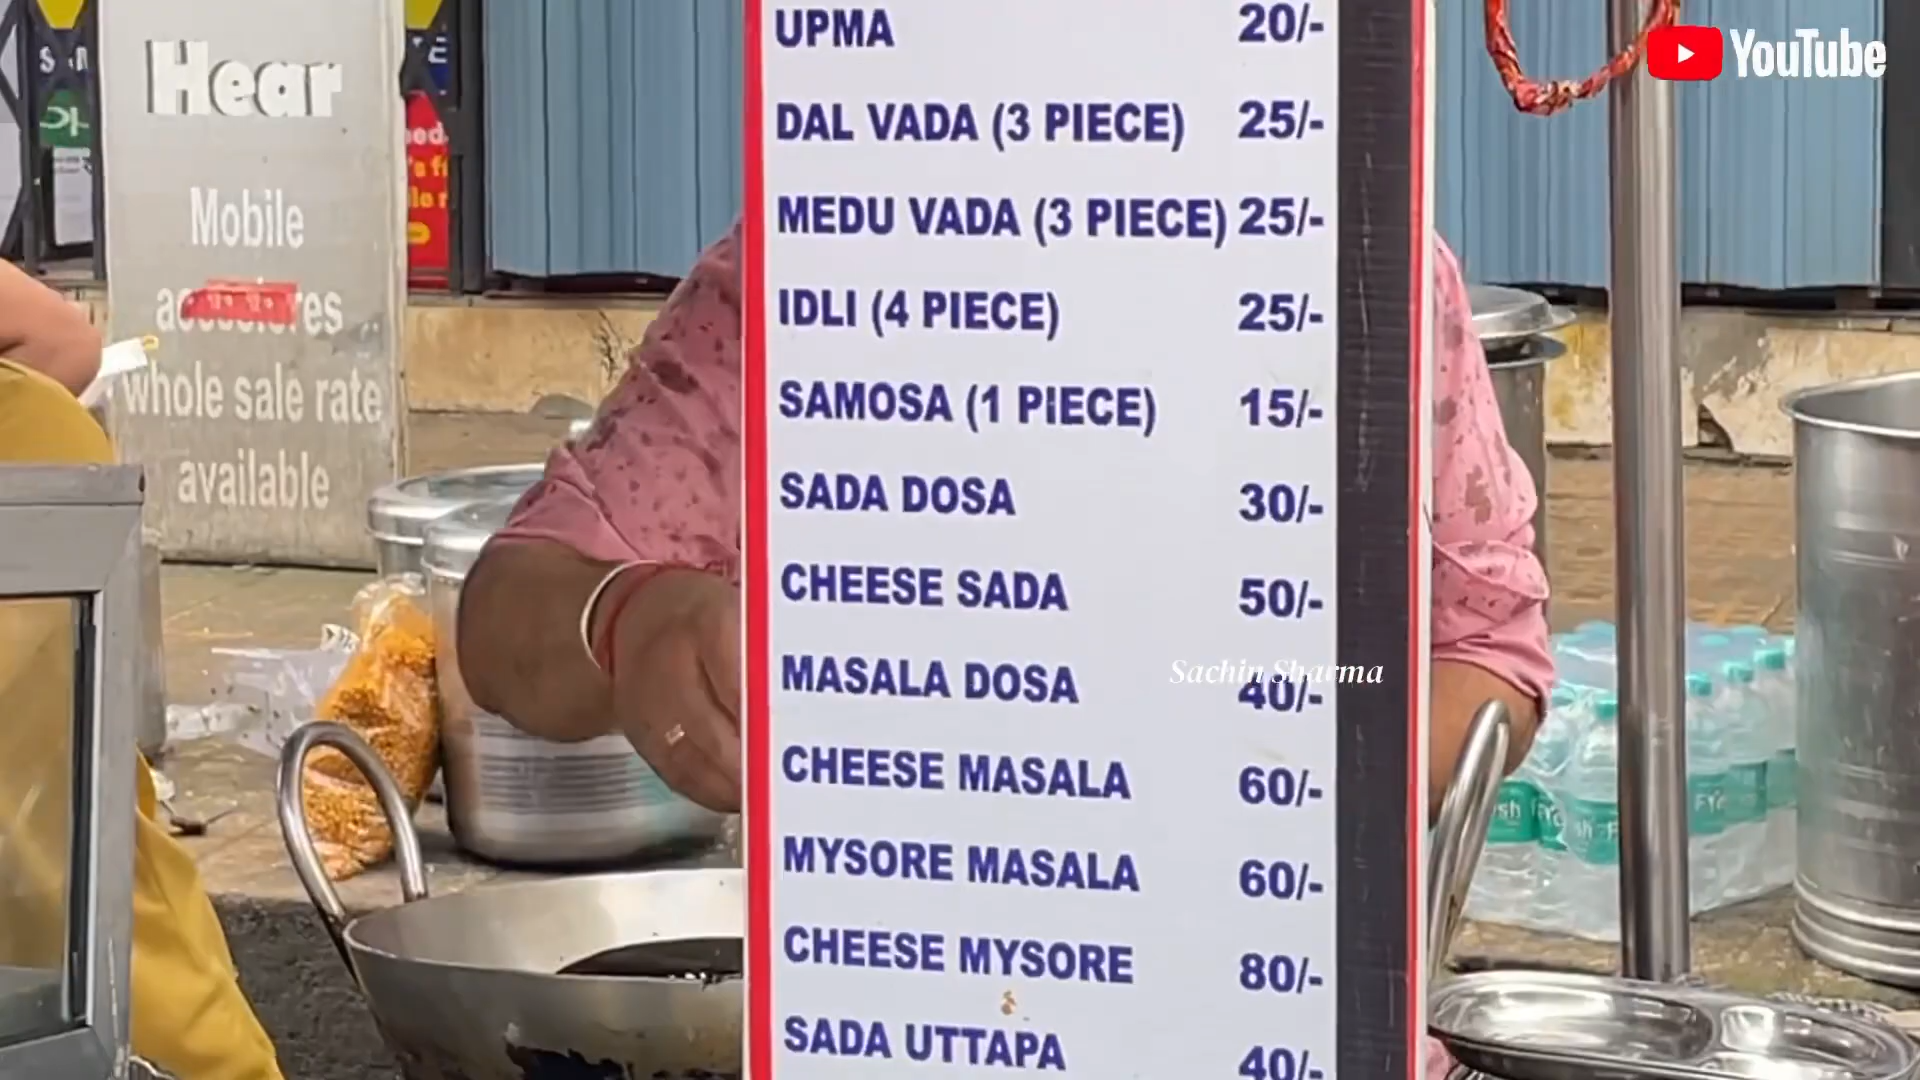 YouTube
Hear
Mobile
whole sale rate
available
UPMA 20/-
DAL VADA (3 PIECE) 25/-
MEDU VADA (3 PIECE) 25/-
IDLI (4 PIECE) 25/-
SAMOSA (1 PIECE) 15/-
SADA DOSA 30/-
CHEESE SADA 50/-
MASALA DOSA 40/-
Sachin Sharma
CHEESE MASALA 60/-
MYSORE MASALA 60/-
CHEESE MYSORE 80/-
SADA UTTAPA 40/-